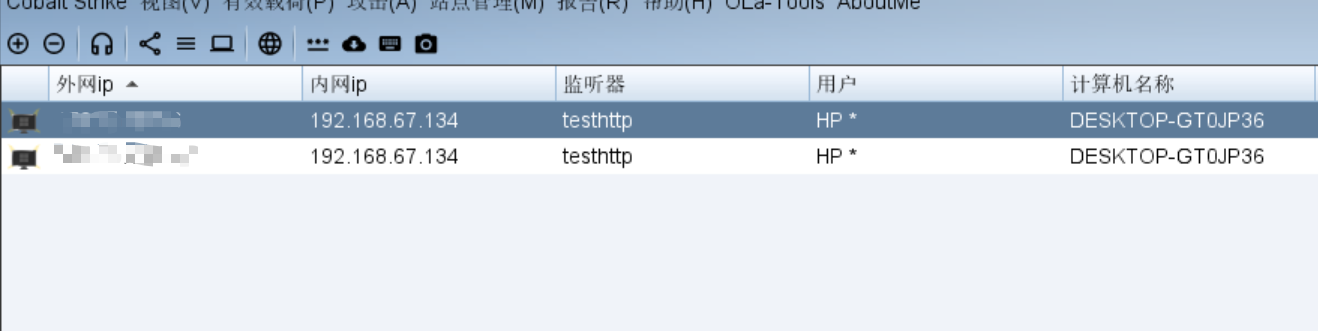 Cobalt Strike 视图(V) 有效载荷(P) 攻击(A) 站点管理(M) 报告(R) 帮助(H) OLa-Tools AboutMe
外网ip 内网ip 监听器 用户 计算机名称
192.168.67.134 testhttp HP * DESKTOP-GT0JP36
192.168.67.134 testhttp HP * DESKTOP-GT0JP36